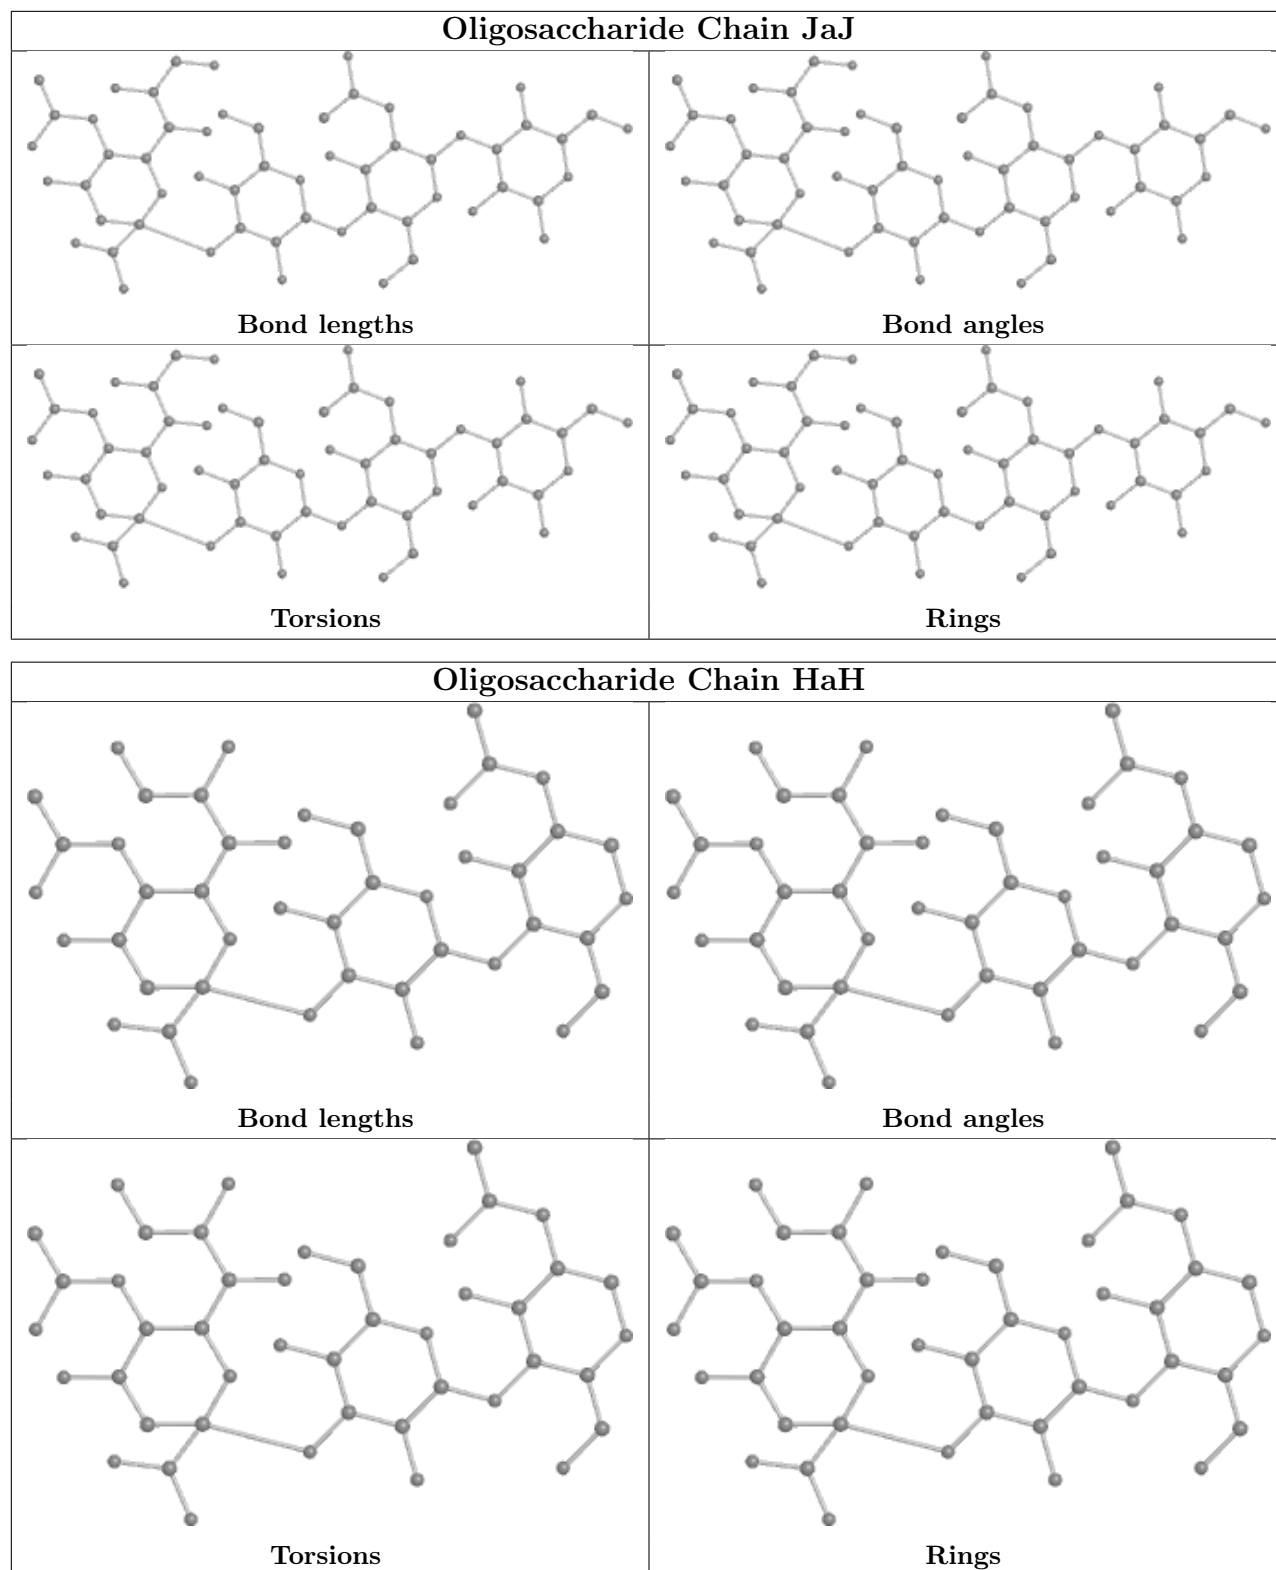 Oligosaccharide Chain JaJ
Bond lengths
Bond angles
Torsions
Rings
Oligosaccharide Chain HaH
Bond lengths
Bond angles
Torsions
Rings